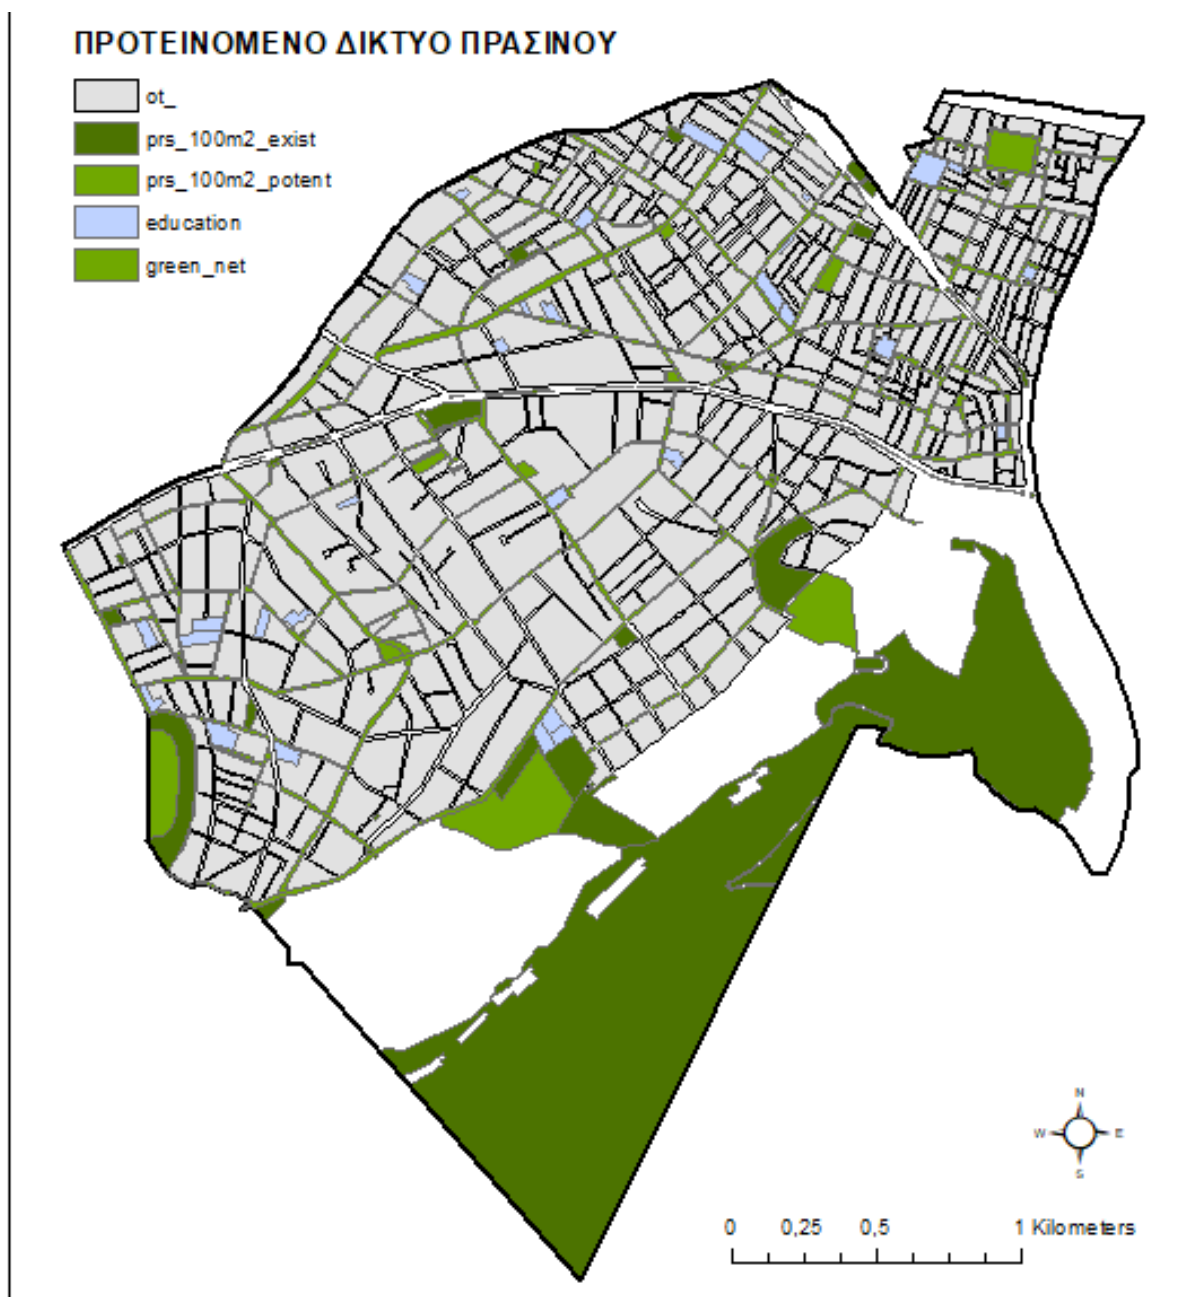 ΠΡΟΤΕΙΝΟΜΕΝΟ ΔΙΚΤΥΟ ΠΡΑΣΙΝΟΥ
ot_
prs_100m2_exist
prs_100m2_potent
education
green_net
N
W E
S
0 0,25 0,5 1 Kilometers